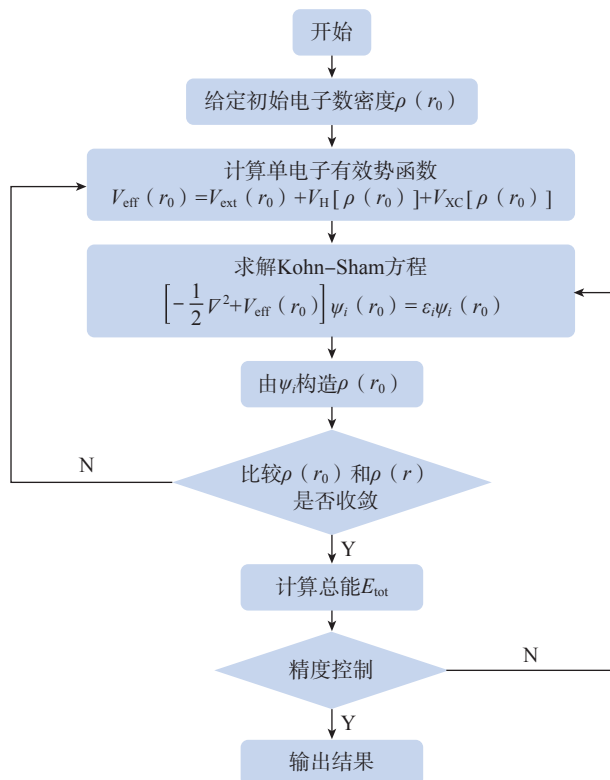 开始
给定初始电子数密度ρ(r₀)
计算单电子有效势函数
V_eff(r₀)=V_ext(r₀)+V_H[ρ(r₀)]+V_XC[ρ(r₀)]
求解Kohn–Sham方程
[-1/2 ∇²+V_eff(r₀)]ψ_i(r₀)=ε_iψ_i(r₀)
由ψ_i构造ρ(r₀)
N
比较ρ(r₀)和ρ(r)
是否收敛
Y
计算总能E_tot
精度控制
N
Y
输出结果